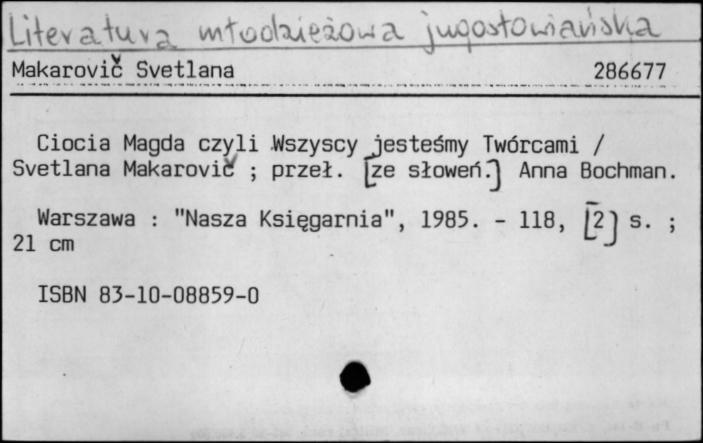 Literatura młodzieżowa jugosłowiańska
Makarovič Svetlana 286677
Ciocia Magda czyli Wszyscy jesteśmy Twórcami /
Svetlana Makarovič ; przeł. [ze słoweń.] Anna Bochman.
Warszawa : "Nasza Księgarnia", 1985. - 118, [2] s. ;
21 cm
ISBN 83-10-08859-0